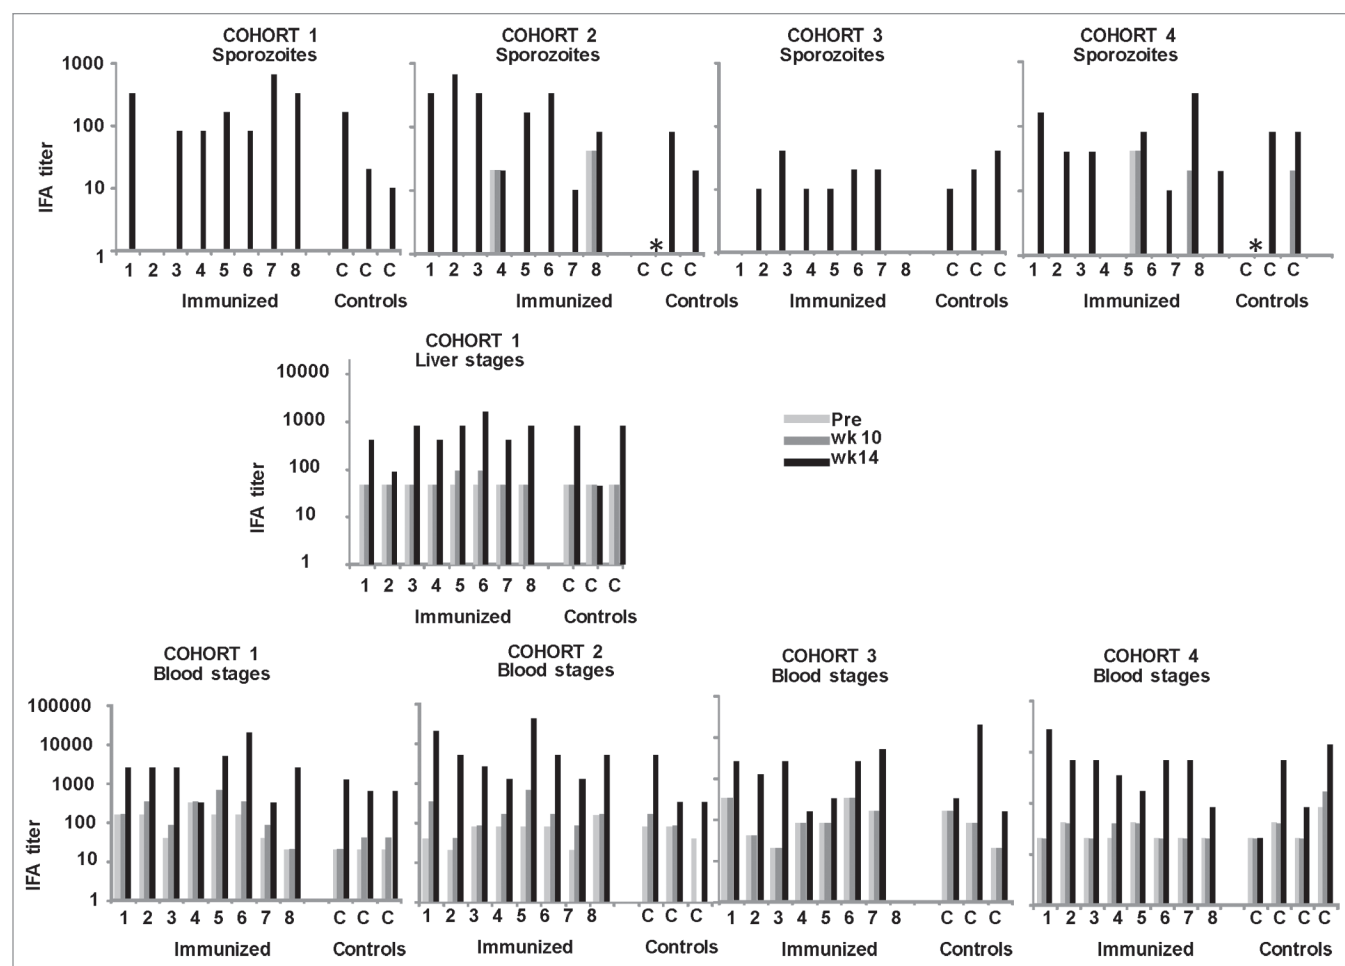 COHORT 1
Sporozoites
COHORT 2
Sporozoites
COHORT 3
Sporozoites
COHORT 4
Sporozoites
IFA titer
1000
100
10
1
1 2 3 4 5 6 7 8 C C C
1 2 3 4 5 6 7 8 * C C C
1 2 3 4 5 6 7 8 C C C
1 2 3 4 5 6 7 8 * C C C
Immunized Controls
Immunized Controls
Immunized Controls
Immunized Controls
COHORT 1
Liver stages
IFA titer
10000
1000
100
10
1
1 2 3 4 5 6 7 8 C C C
Immunized Controls
Pre
wk 10
wk14
COHORT 1
Blood stages
COHORT 2
Blood stages
COHORT 3
Blood stages
COHORT 4
Blood stages
IFA titer
100000
10000
1000
100
10
1
1 2 3 4 5 6 7 8 C C C
1 2 3 4 5 6 7 8 C C C
1 2 3 4 5 6 7 8 C C C
1 2 3 4 5 6 7 8 C C C C
Immunized Controls
Immunized Controls
Immunized Controls
Immunized Controls